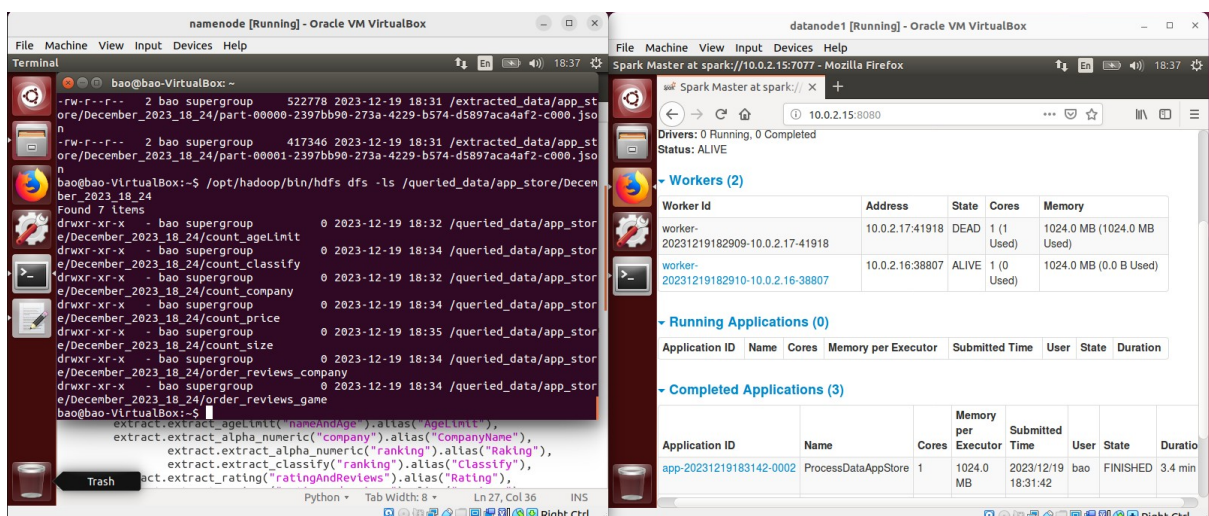 namenode [Running] - Oracle VM VirtualBox
File Machine View Input Devices Help
Terminal
En
18:37
bao@bao-VirtualBox: ~
-rw-r--r--   2 bao supergroup     522778 2023-12-19 18:31 /extracted_data/app_st
ore/December_2023_18_24/part-00000-2397bb90-273a-4229-b574-d5897aca4af2-c000.jso
n
-rw-r--r--   2 bao supergroup     417346 2023-12-19 18:31 /extracted_data/app_st
ore/December_2023_18_24/part-00001-2397bb90-273a-4229-b574-d5897aca4af2-c000.jso
n
bao@bao-VirtualBox:~$ /opt/hadoop/bin/hdfs dfs -ls /queried_data/app_store/Decem
ber_2023_18_24
Found 7 items
drwxr-xr-x   - bao supergroup          0 2023-12-19 18:32 /queried_data/app_stor
e/December_2023_18_24/count_ageLimit
drwxr-xr-x   - bao supergroup          0 2023-12-19 18:34 /queried_data/app_stor
e/December_2023_18_24/count_classify
drwxr-xr-x   - bao supergroup          0 2023-12-19 18:32 /queried_data/app_stor
e/December_2023_18_24/count_company
drwxr-xr-x   - bao supergroup          0 2023-12-19 18:34 /queried_data/app_stor
e/December_2023_18_24/count_price
drwxr-xr-x   - bao supergroup          0 2023-12-19 18:35 /queried_data/app_stor
e/December_2023_18_24/count_size
drwxr-xr-x   - bao supergroup          0 2023-12-19 18:34 /queried_data/app_stor
e/December_2023_18_24/order_reviews_company
drwxr-xr-x   - bao supergroup          0 2023-12-19 18:34 /queried_data/app_stor
e/December_2023_18_24/order_reviews_game
bao@bao-VirtualBox:~$
extract.extract_ageLimit("nameAndAge").alias("AgeLimit"),
extract.extract_alpha_numeric("company").alias("CompanyName"),
extract.extract_alpha_numeric("ranking").alias("Raking"),
extract.extract_classify("ranking").alias("Classify"),
act.extract_rating("ratingAndReviews").alias("Rating"),
Trash
Python Tab Width: 8 Ln 27, Col 36 INS
Right Ctrl
datanode1 [Running] - Oracle VM VirtualBox
File Machine View Input Devices Help
Spark Master at spark://10.0.2.15:7077 - Mozilla Firefox
En
18:37
Spark Master at spark://
10.0.2.15:8080
Drivers: 0 Running, 0 Completed
Status: ALIVE
Workers (2)
Worker Id Address State Cores Memory
worker-20231219182909-10.0.2.17-41918 10.0.2.17:41918 DEAD 1 (1 Used) 1024.0 MB (1024.0 MB Used)
worker-20231219182910-10.0.2.16-38807 10.0.2.16:38807 ALIVE 1 (0 Used) 1024.0 MB (0.0 B Used)
Running Applications (0)
Application ID Name Cores Memory per Executor Submitted Time User State Duration
Completed Applications (3)
Application ID Name Cores Memory per Executor Submitted Time User State Duratio
app-20231219183142-0002 ProcessDataAppStore 1 1024.0 MB 2023/12/19 18:31:42 bao FINISHED 3.4 min
Right Ctrl